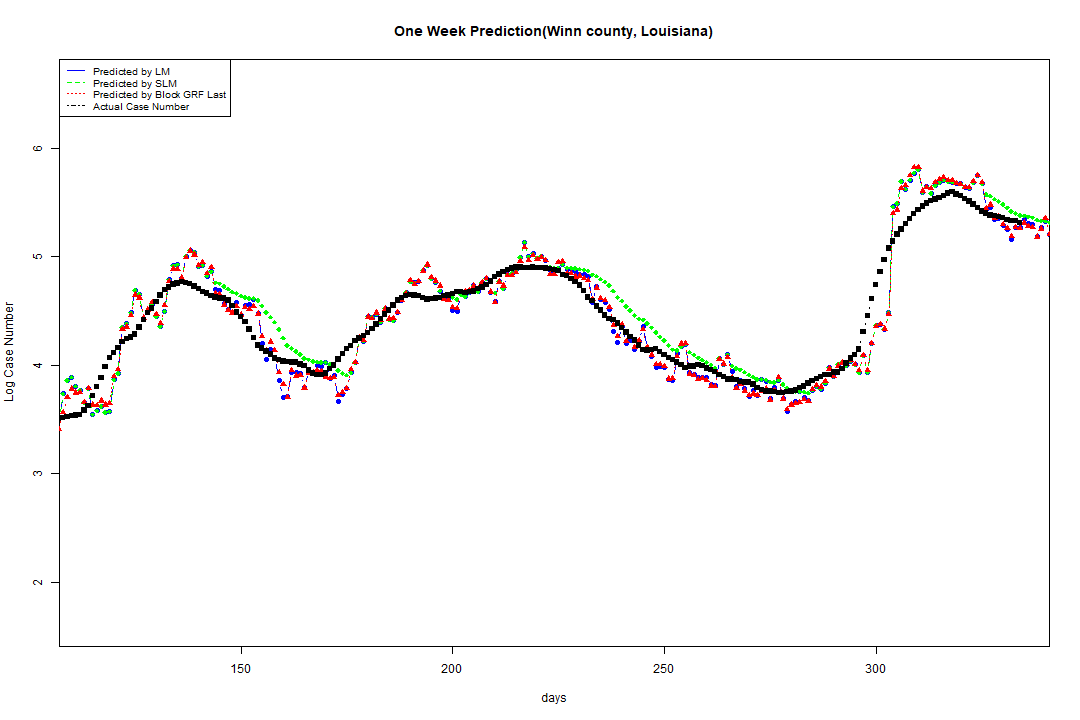 One Week Prediction(Winn county, Louisiana)
Predicted by LM
Predicted by SLM
Predicted by Block GRF Last
Actual Case Number
6
5
4
3
2
Log Case Number
150
200
250
300
days